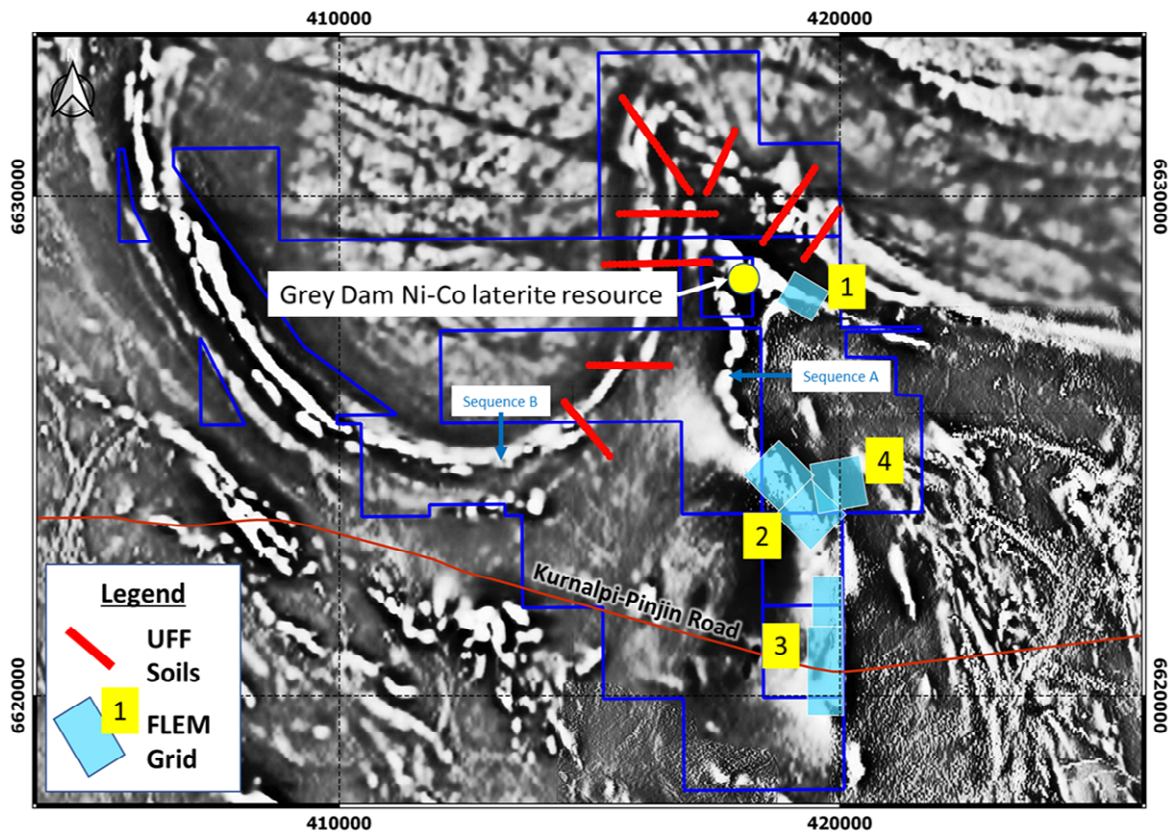 410000
420000
N
6630000
6630000
Grey Dam Ni-Co laterite resource
1
Sequence A
Sequence B
4
2
Kurnalpi-Pinjin Road
3
6620000
6620000
Legend
UFF
Soils
1
FLEM
Grid
410000
420000